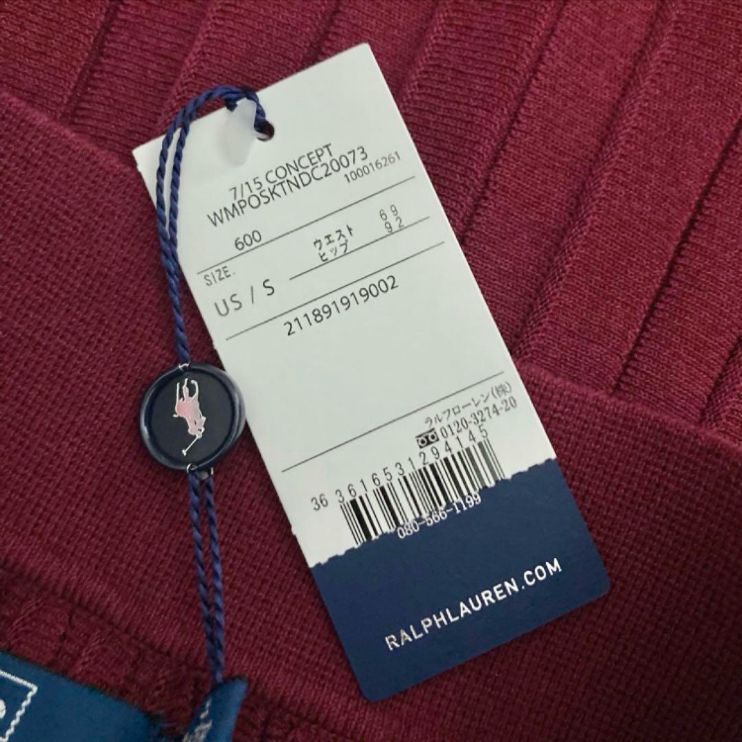 7/15 CONCEPT
WMPOSKTNDC20073
100016261
600
SIZE.
US / S
ウエスト 69
ヒップ 92
211891919002
ラルフローレン(株)
0120-3274-20
36 3616531294145
080-566-1199
RALPHLAUREN.COM